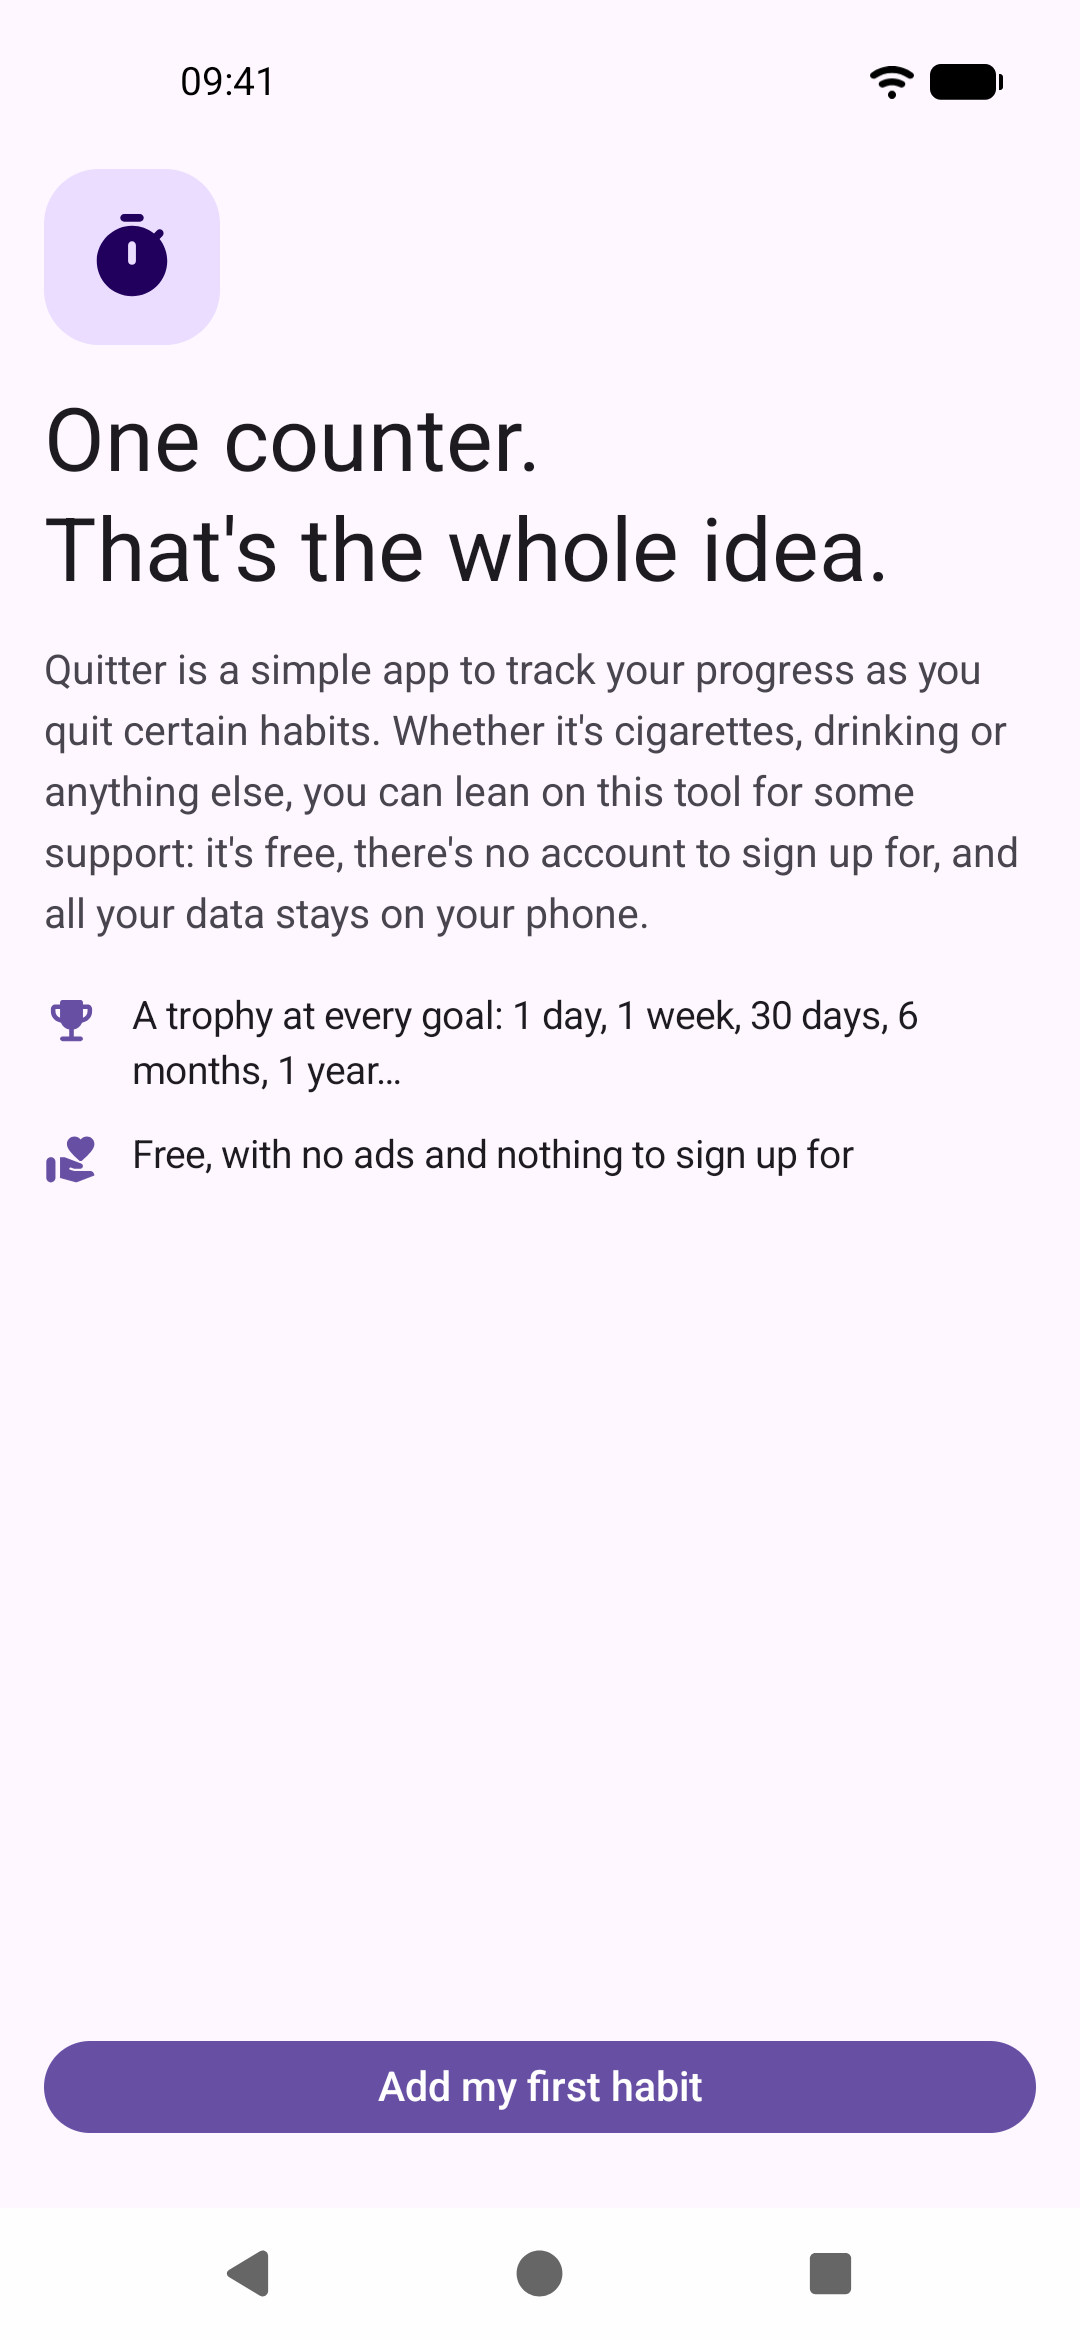 09:41
One counter.
That's the whole idea.
Quitter is a simple app to track your progress as you
quit certain habits. Whether it's cigarettes, drinking or
anything else, you can lean on this tool for some
support: it's free, there's no account to sign up for, and
all your data stays on your phone.
A trophy at every goal: 1 day, 1 week, 30 days, 6
months, 1 year…
Free, with no ads and nothing to sign up for
Add my first habit